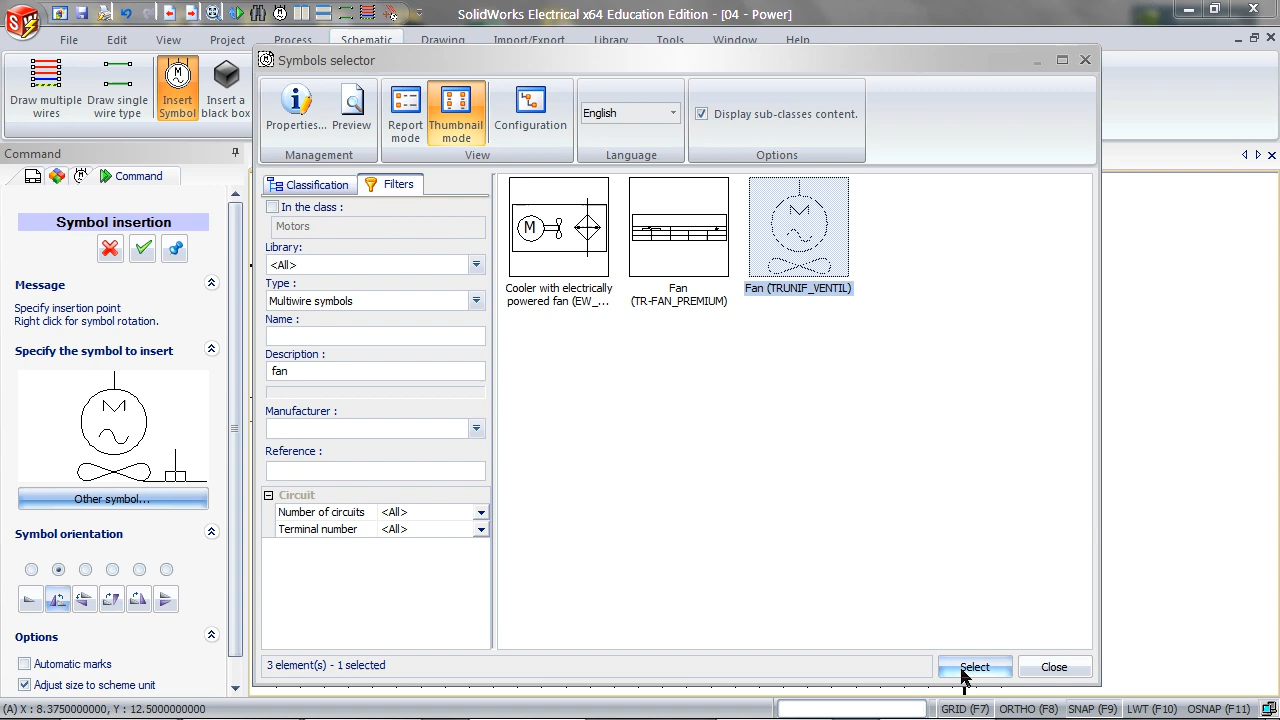 SolidWorks Electrical x64 Education Edition - [04 - Power]
File Edit View Project Process Schematic Drawing Import/Export Library Tools Window Help
Draw multiple wires
Draw single wire type
Insert Symbol
Insert a black box
Symbols selector
Properties...
Preview
Management
Report mode
Thumbnail mode
Configuration
View
English
Language
Display sub-classes content.
Options
Command
Command
Symbol insertion
Message
Specify insertion point
Right click for symbol rotation.
Specify the symbol to insert
M
Other symbol...
Symbol orientation
Options
Automatic marks
Adjust size to scheme unit
Classification
Filters
In the class :
Motors
Library:
<All>
Type :
Multiwire symbols
Name :
Description :
fan
Manufacturer :
Reference :
Circuit
Number of circuits <All>
Terminal number <All>
M
Cooler with electrically
powered fan (EW_...
Fan
(TR-FAN_PREMIUM)
M
Fan (TRUNIF_VENTIL)
3 element(s) - 1 selected
Select
Close
(A) X : 8.3750000000, Y : 12.5000000000
GRID (F7) ORTHO (F8) SNAP (F9) LWT (F10) OSNAP (F11)